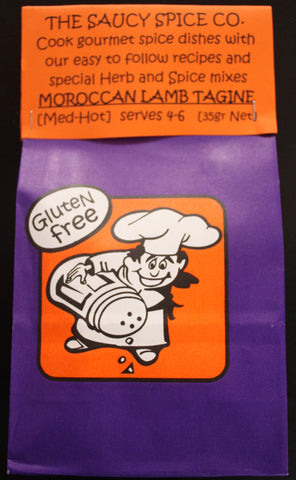 THE SAUCY SPICE CO.
Cook gourmet spice dishes with
our easy to follow recipes and
special Herb and Spice mixes
MOROCCAN LAMB TAGINE
[Med-Hot] serves 4-6 [35gr Net]
GluteN
free